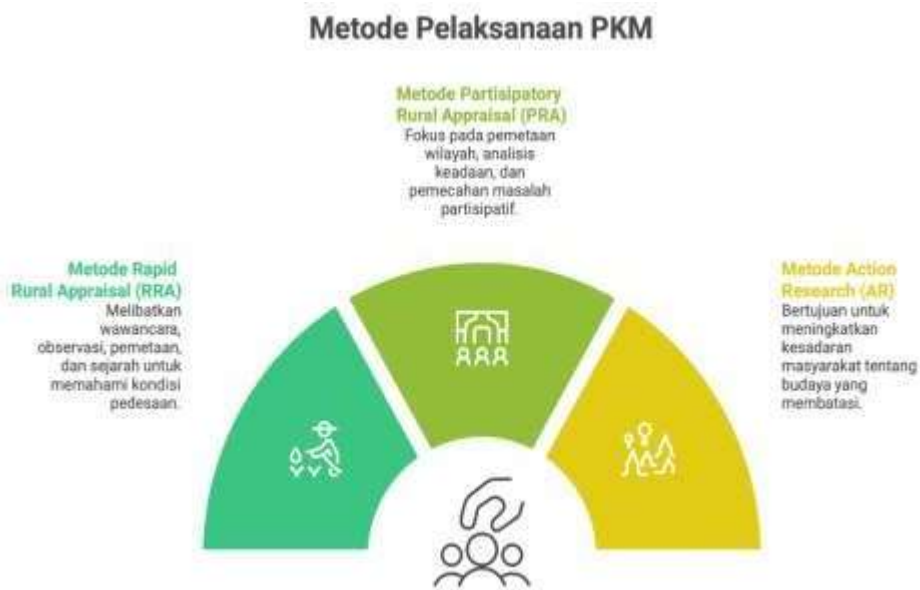 Metode Pelaksanaan PKM
Metode Partisipatory
Rural Appraisal (PRA)
Fokus pada pemetaan
wilayah, analisis
keadaan, dan
pemecahan masalah
partisipatif.
Metode Rapid
Rural Appraisal (RRA)
Melibatkan
wawancara,
observasi, pemetaan,
dan sejarah untuk
memahami kondisi
pedesaan.
Metode Action
Research (AR)
Bertujuan untuk
meningkatkan
kesadaran
masyarakat tentang
budaya yang
membatasi.